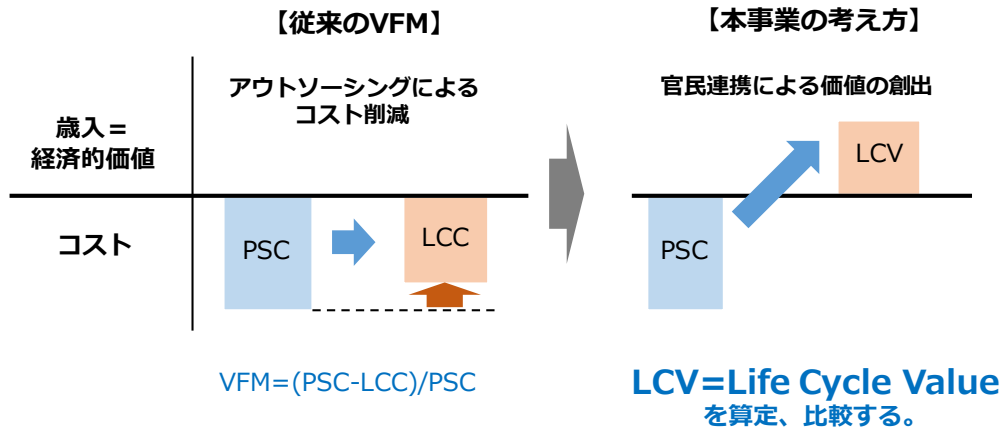 【従来のVFM】
【本事業の考え方】
アウトソーシングによる
コスト削減
官民連携による価値の創出
歳入＝
経済的価値
LCV
コスト
PSC
LCC
PSC
VFM=(PSC-LCC)/PSC
LCV=Life Cycle Value
を算定、比較する。